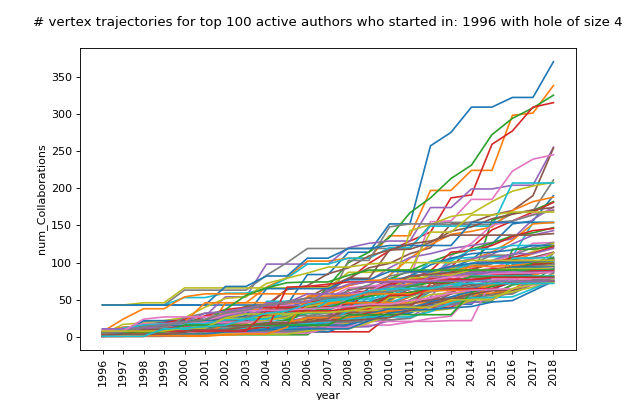 # vertex trajectories for top 100 active authors who started in: 1996 with hole of size 4
350
300
250
200
150
100
50
0
num_Collaborations
1996 1997 1998 1999 2000 2001 2002 2003 2004 2005 2006 2007 2008 2009 2010 2011 2012 2013 2014 2015 2016 2017 2018
year